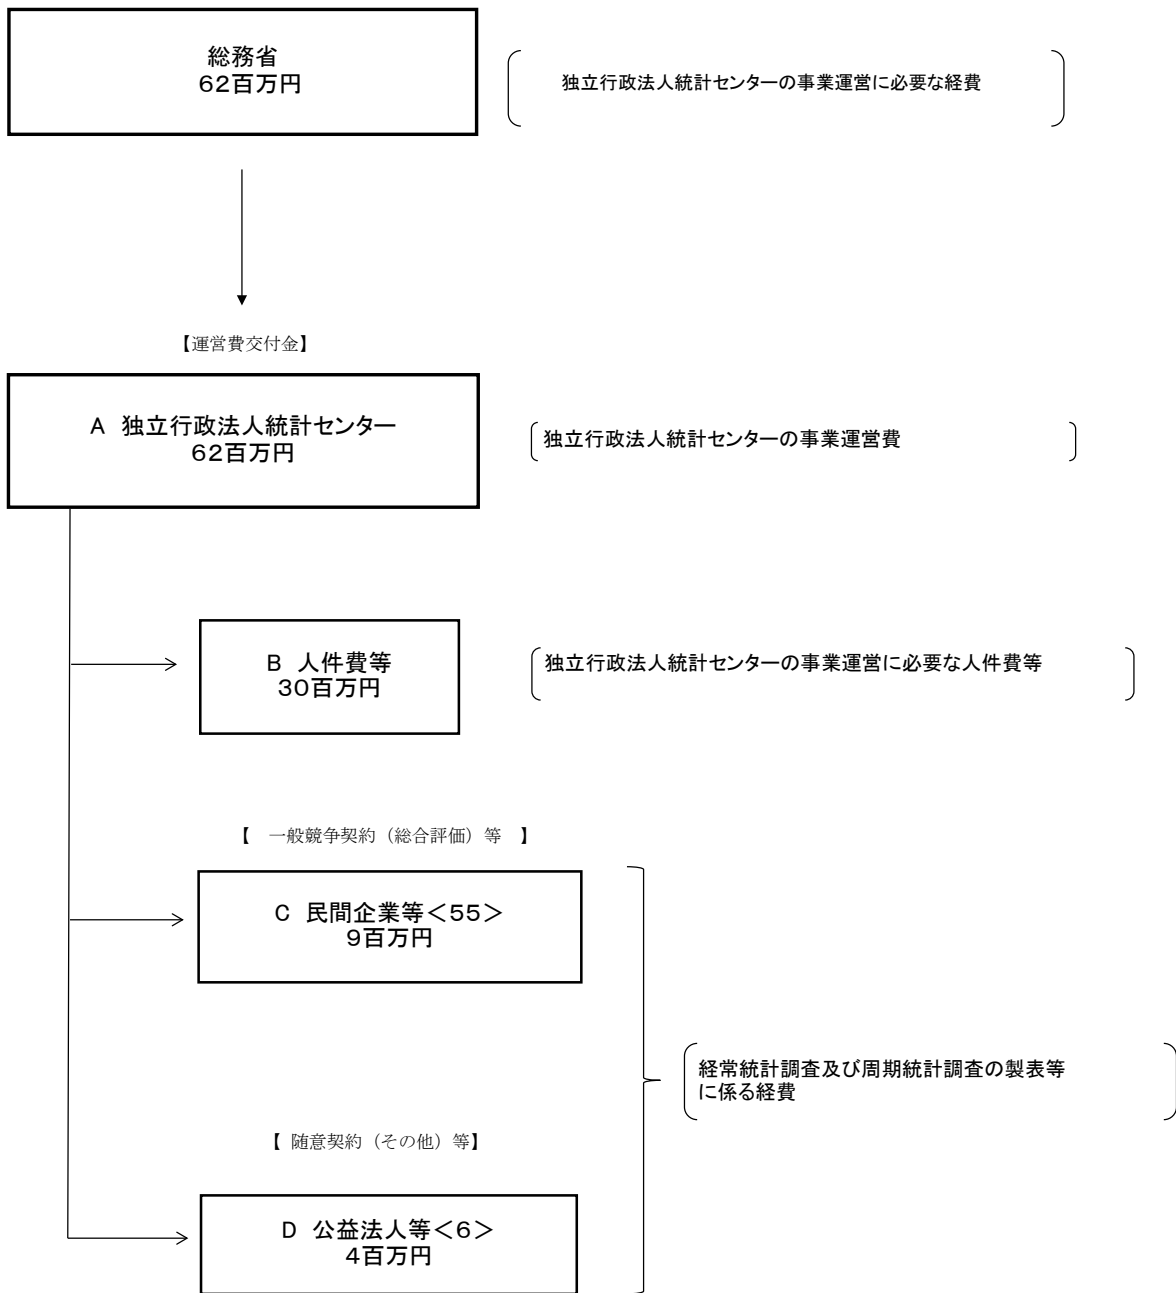 総務省
62百万円
独立行政法人統計センターの事業運営に必要な経費
【運営費交付金】
A 独立行政法人統計センター
62百万円
独立行政法人統計センターの事業運営費
B 人件費等
30百万円
独立行政法人統計センターの事業運営に必要な人件費等
【　一般競争契約（総合評価）等　】
C 民間企業等＜55＞
9百万円
経常統計調査及び周期統計調査の製表等
に係る経費
【 随意契約（その他）等】
D 公益法人等＜6＞
4百万円